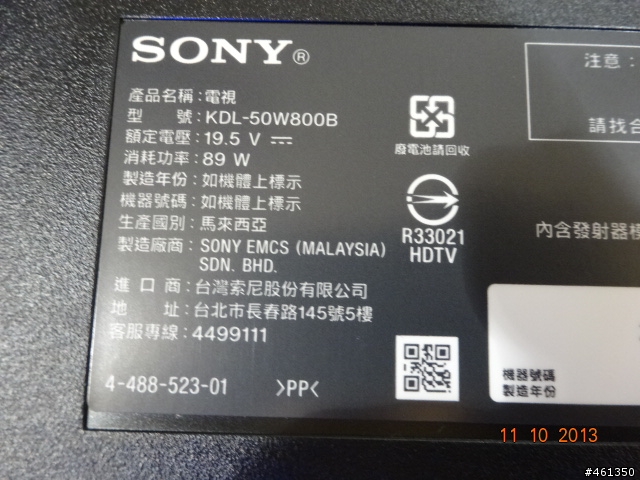 SONY®
產品名稱：電視
型 號：KDL-50W800B
額定電壓：19.5 V
消耗功率：89 W
製造年份：如機體上標示
機器號碼：如機體上標示
生產國別：馬來西亞
製造廠商：SONY EMCS (MALAYSIA)
SDN. BHD.
進 口 商：台灣索尼股份有限公司
地 址：台北市長春路145號5樓
客服專線：4499111
4-488-523-01 >PP<
廢電池請回收
R33021
HDTV
注意：
請找合
內含發射器模
機器號碼
製造年份
11 10 2013
#461350